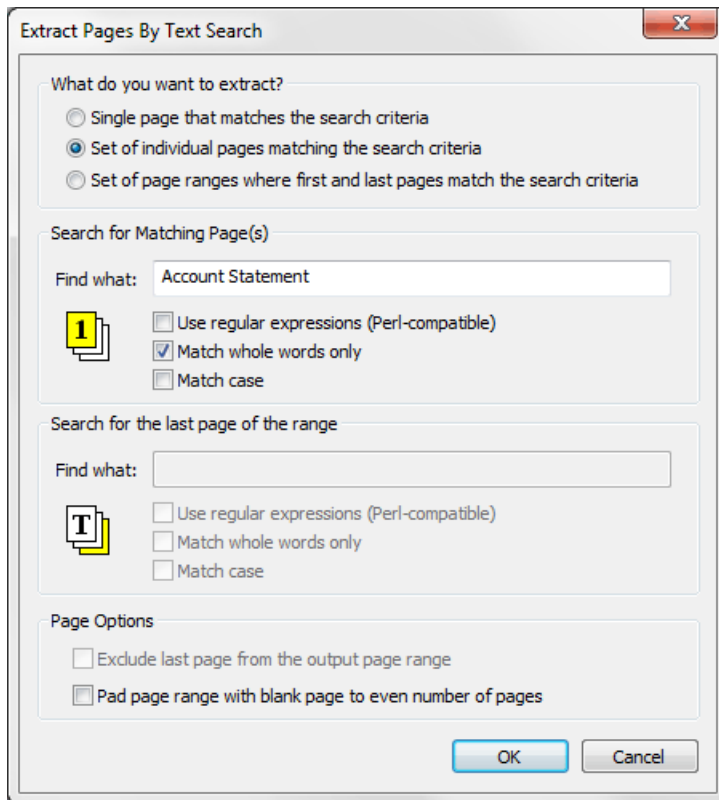 Extract Pages By Text Search
What do you want to extract?
Single page that matches the search criteria
Set of individual pages matching the search criteria
Set of page ranges where first and last pages match the search criteria
Search for Matching Page(s)
Find what: Account Statement
1
Use regular expressions (Perl-compatible)
Match whole words only
Match case
Search for the last page of the range
Find what:
T
Use regular expressions (Perl-compatible)
Match whole words only
Match case
Page Options
Exclude last page from the output page range
Pad page range with blank page to even number of pages
OK Cancel